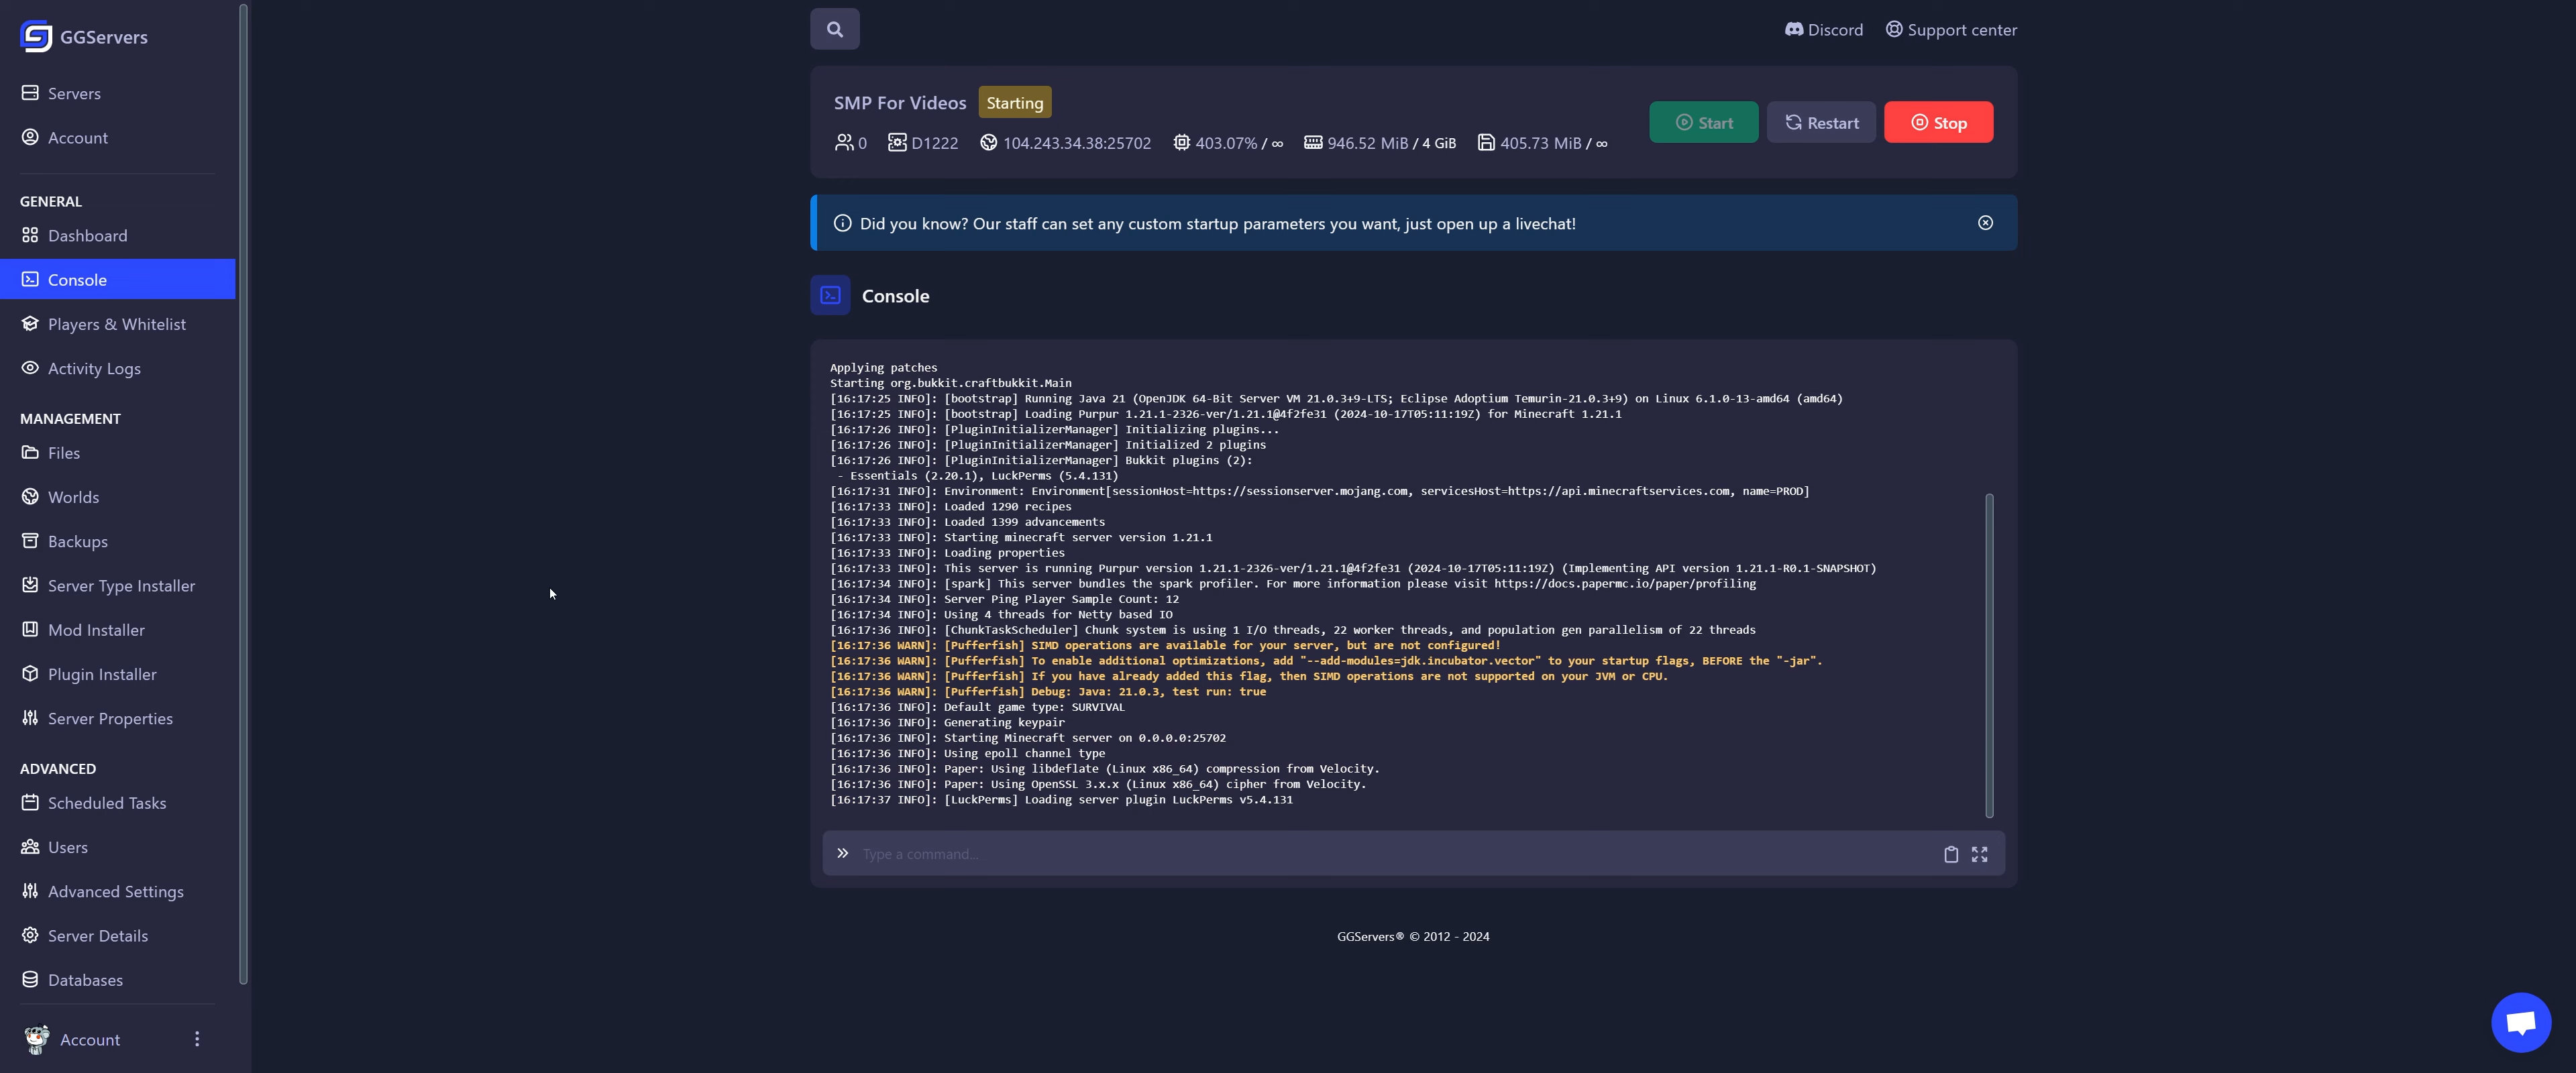 GGServers
Servers
Account
GENERAL
Dashboard
Console
Players & Whitelist
Activity Logs
MANAGEMENT
Files
Worlds
Backups
Server Type Installer
Mod Installer
Plugin Installer
Server Properties
ADVANCED
Scheduled Tasks
Users
Advanced Settings
Server Details
Databases
Account
Discord
Support center
SMP For Videos Starting
0 D1222 104.243.34.38:25702 403.07% / ∞ 946.52 MiB / 4 GiB 405.73 MiB / ∞
Start
Restart
Stop
Did you know? Our staff can set any custom startup parameters you want, just open up a livechat!
Console
Applying patches
Starting org.bukkit.craftbukkit.Main
[16:17:25 INFO]: [bootstrap] Running Java 21 (OpenJDK 64-Bit Server VM 21.0.3+9-LTS; Eclipse Adoptium Temurin-21.0.3+9) on Linux 6.1.0-13-amd64 (amd64)
[16:17:25 INFO]: [bootstrap] Loading Purpur 1.21.1-2326-ver/1.21.1@4f2fe31 (2024-10-17T05:11:19Z) for Minecraft 1.21.1
[16:17:26 INFO]: [PluginInitializerManager] Initializing plugins...
[16:17:26 INFO]: [PluginInitializerManager] Initialized 2 plugins
[16:17:26 INFO]: [PluginInitializerManager] Bukkit plugins (2):
- Essentials (2.20.1), LuckPerms (5.4.131)
[16:17:31 INFO]: Environment: Environment[sessionHost=https://sessionserver.mojang.com, servicesHost=https://api.minecraftservices.com, name=PROD]
[16:17:33 INFO]: Loaded 1290 recipes
[16:17:33 INFO]: Loaded 1399 advancements
[16:17:33 INFO]: Starting minecraft server version 1.21.1
[16:17:33 INFO]: Loading properties
[16:17:33 INFO]: This server is running Purpur version 1.21.1-2326-ver/1.21.1@4f2fe31 (2024-10-17T05:11:19Z) (Implementing API version 1.21.1-R0.1-SNAPSHOT)
[16:17:34 INFO]: [spark] This server bundles the spark profiler. For more information please visit https://docs.papermc.io/paper/profiling
[16:17:34 INFO]: Server Ping Player Sample Count: 12
[16:17:34 INFO]: Using 4 threads for Netty based IO
[16:17:36 INFO]: [ChunkTaskScheduler] Chunk system is using 1 I/O threads, 22 worker threads, and population gen parallelism of 22 threads
[16:17:36 WARN]: [Pufferfish] SIMD operations are available for your server, but are not configured!
[16:17:36 WARN]: [Pufferfish] To enable additional optimizations, add "--add-modules=jdk.incubator.vector" to your startup flags, BEFORE the "-jar".
[16:17:36 WARN]: [Pufferfish] If you have already added this flag, then SIMD operations are not supported on your JVM or CPU.
[16:17:36 WARN]: [Pufferfish] Debug: Java: 21.0.3, test run: true
[16:17:36 INFO]: Default game type: SURVIVAL
[16:17:36 INFO]: Generating keypair
[16:17:36 INFO]: Starting Minecraft server on 0.0.0.0:25702
[16:17:36 INFO]: Using epoll channel type
[16:17:36 INFO]: Paper: Using libdeflate (Linux x86_64) compression from Velocity.
[16:17:36 INFO]: Paper: Using OpenSSL 3.x.x (Linux x86_64) cipher from Velocity.
[16:17:37 INFO]: [LuckPerms] Loading server plugin LuckPerms v5.4.131
Type a command...
GGServers® © 2012 - 2024